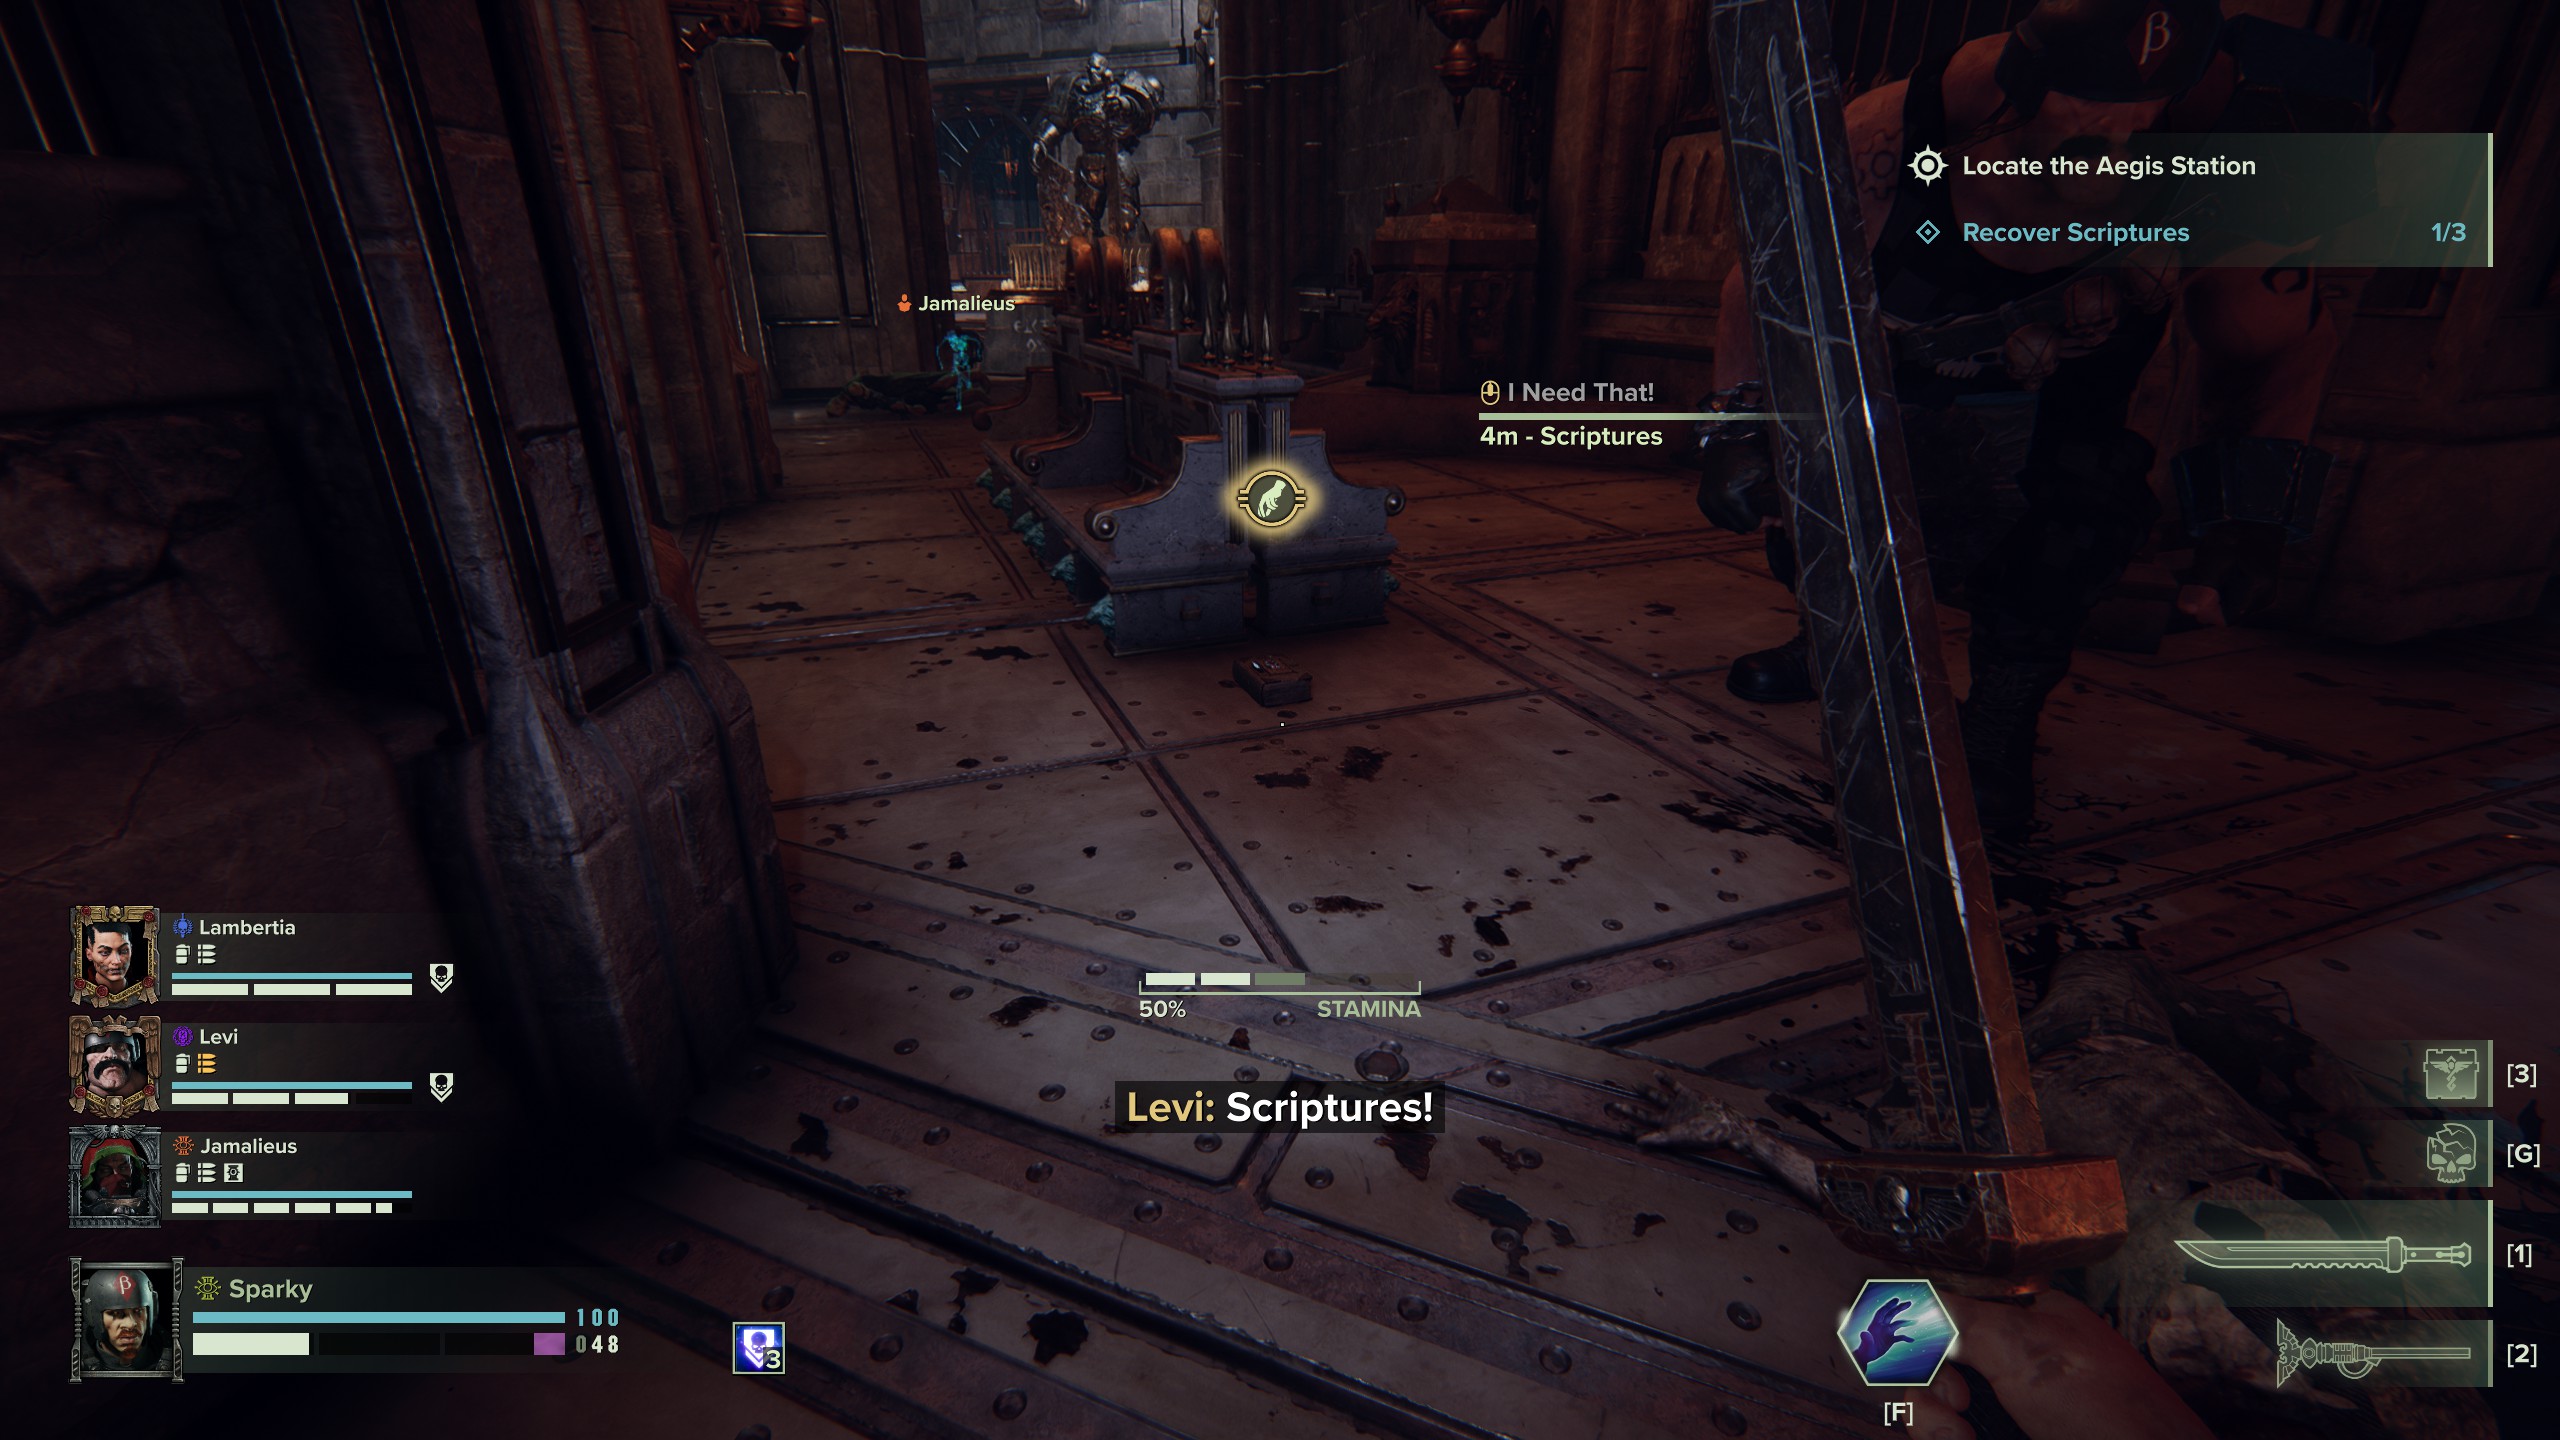 β
Locate the Aegis Station
Recover Scriptures 1/3
Jamalieus
I Need That!
4m - Scriptures
Lambertia
Levi
Jamalieus
β
Sparky
100
048
50% STAMINA
Levi: Scriptures!
3
[F]
[3]
[G]
[1]
[2]